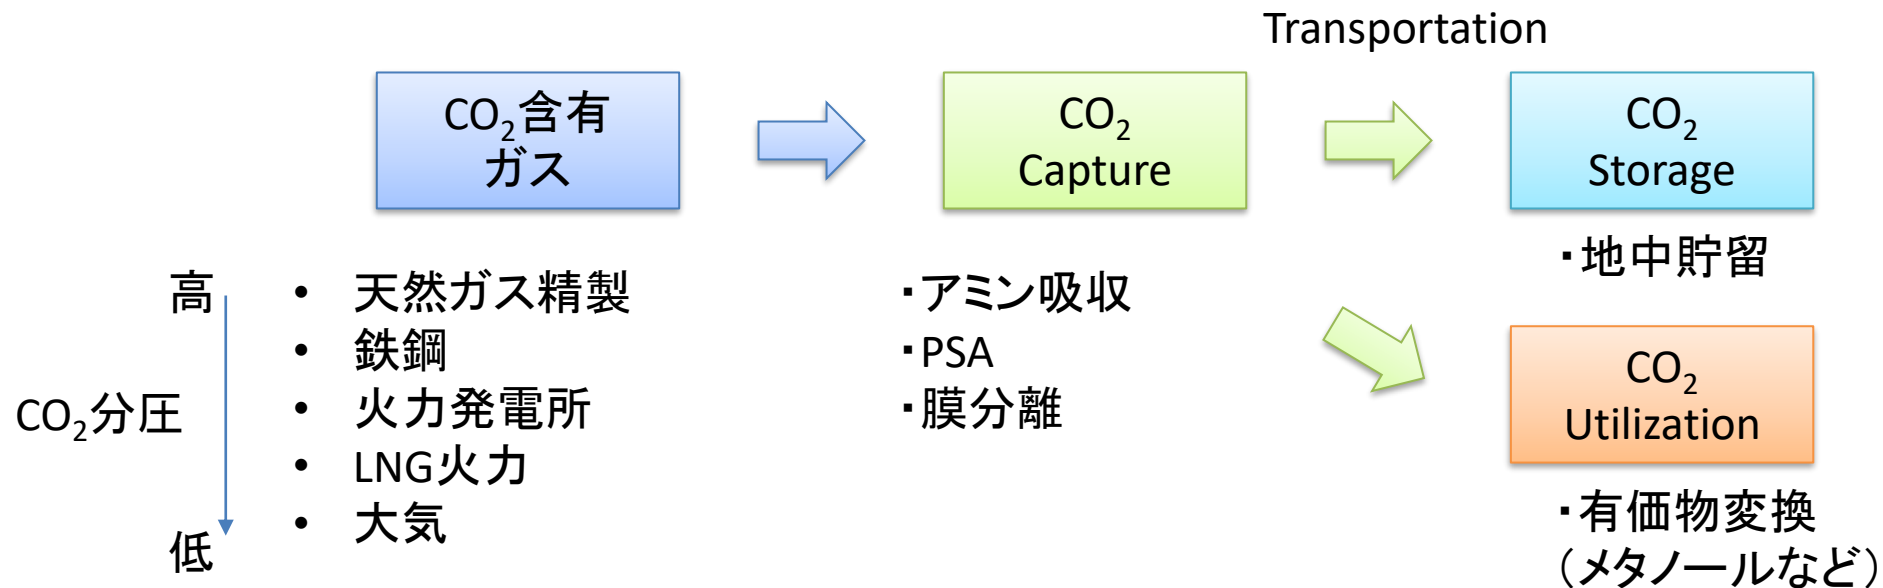 Transportation
CO₂含有
ガス
CO₂
Capture
CO₂
Storage
高
CO₂分圧
低
• 天然ガス精製
• 鉄鋼
• 火力発電所
• LNG火力
• 大気
・アミン吸収
・PSA
・膜分離
・地中貯留
CO₂
Utilization
・有価物変換
（メタノールなど）